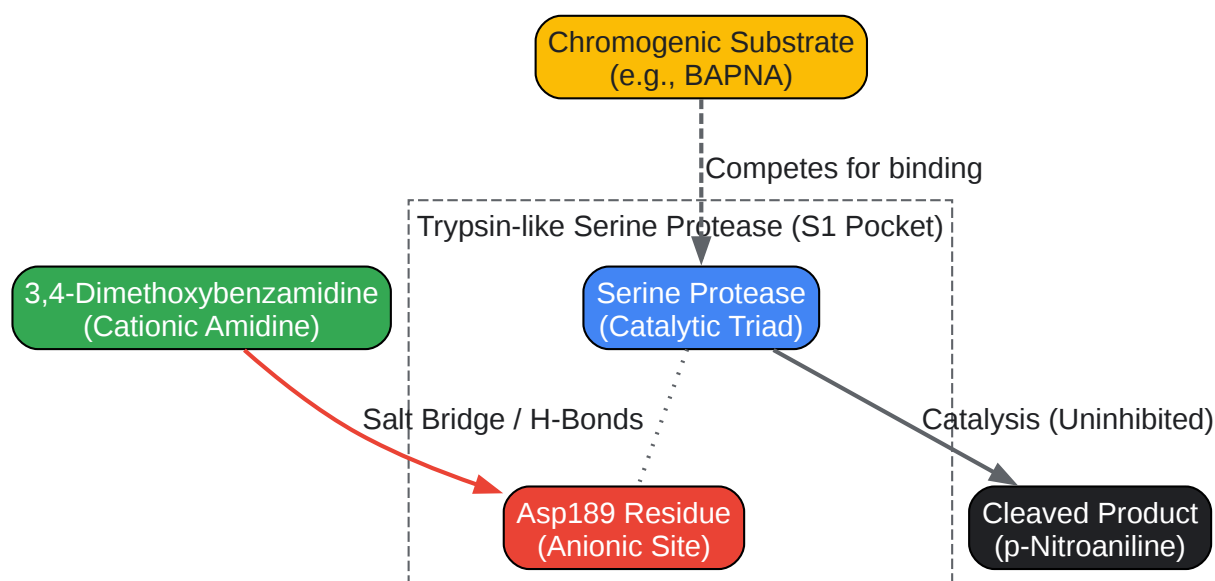 Chromogenic Substrate
(e.g., BAPNA)
Competes for binding
Trypsin-like Serine Protease (S1 Pocket)
3,4-Dimethoxybenzamidine
(Cationic Amidine)
Serine Protease
(Catalytic Triad)
Salt Bridge / H-Bonds
Catalysis (Uninhibited)
Asp189 Residue
(Anionic Site)
Cleaved Product
(p-Nitroaniline)